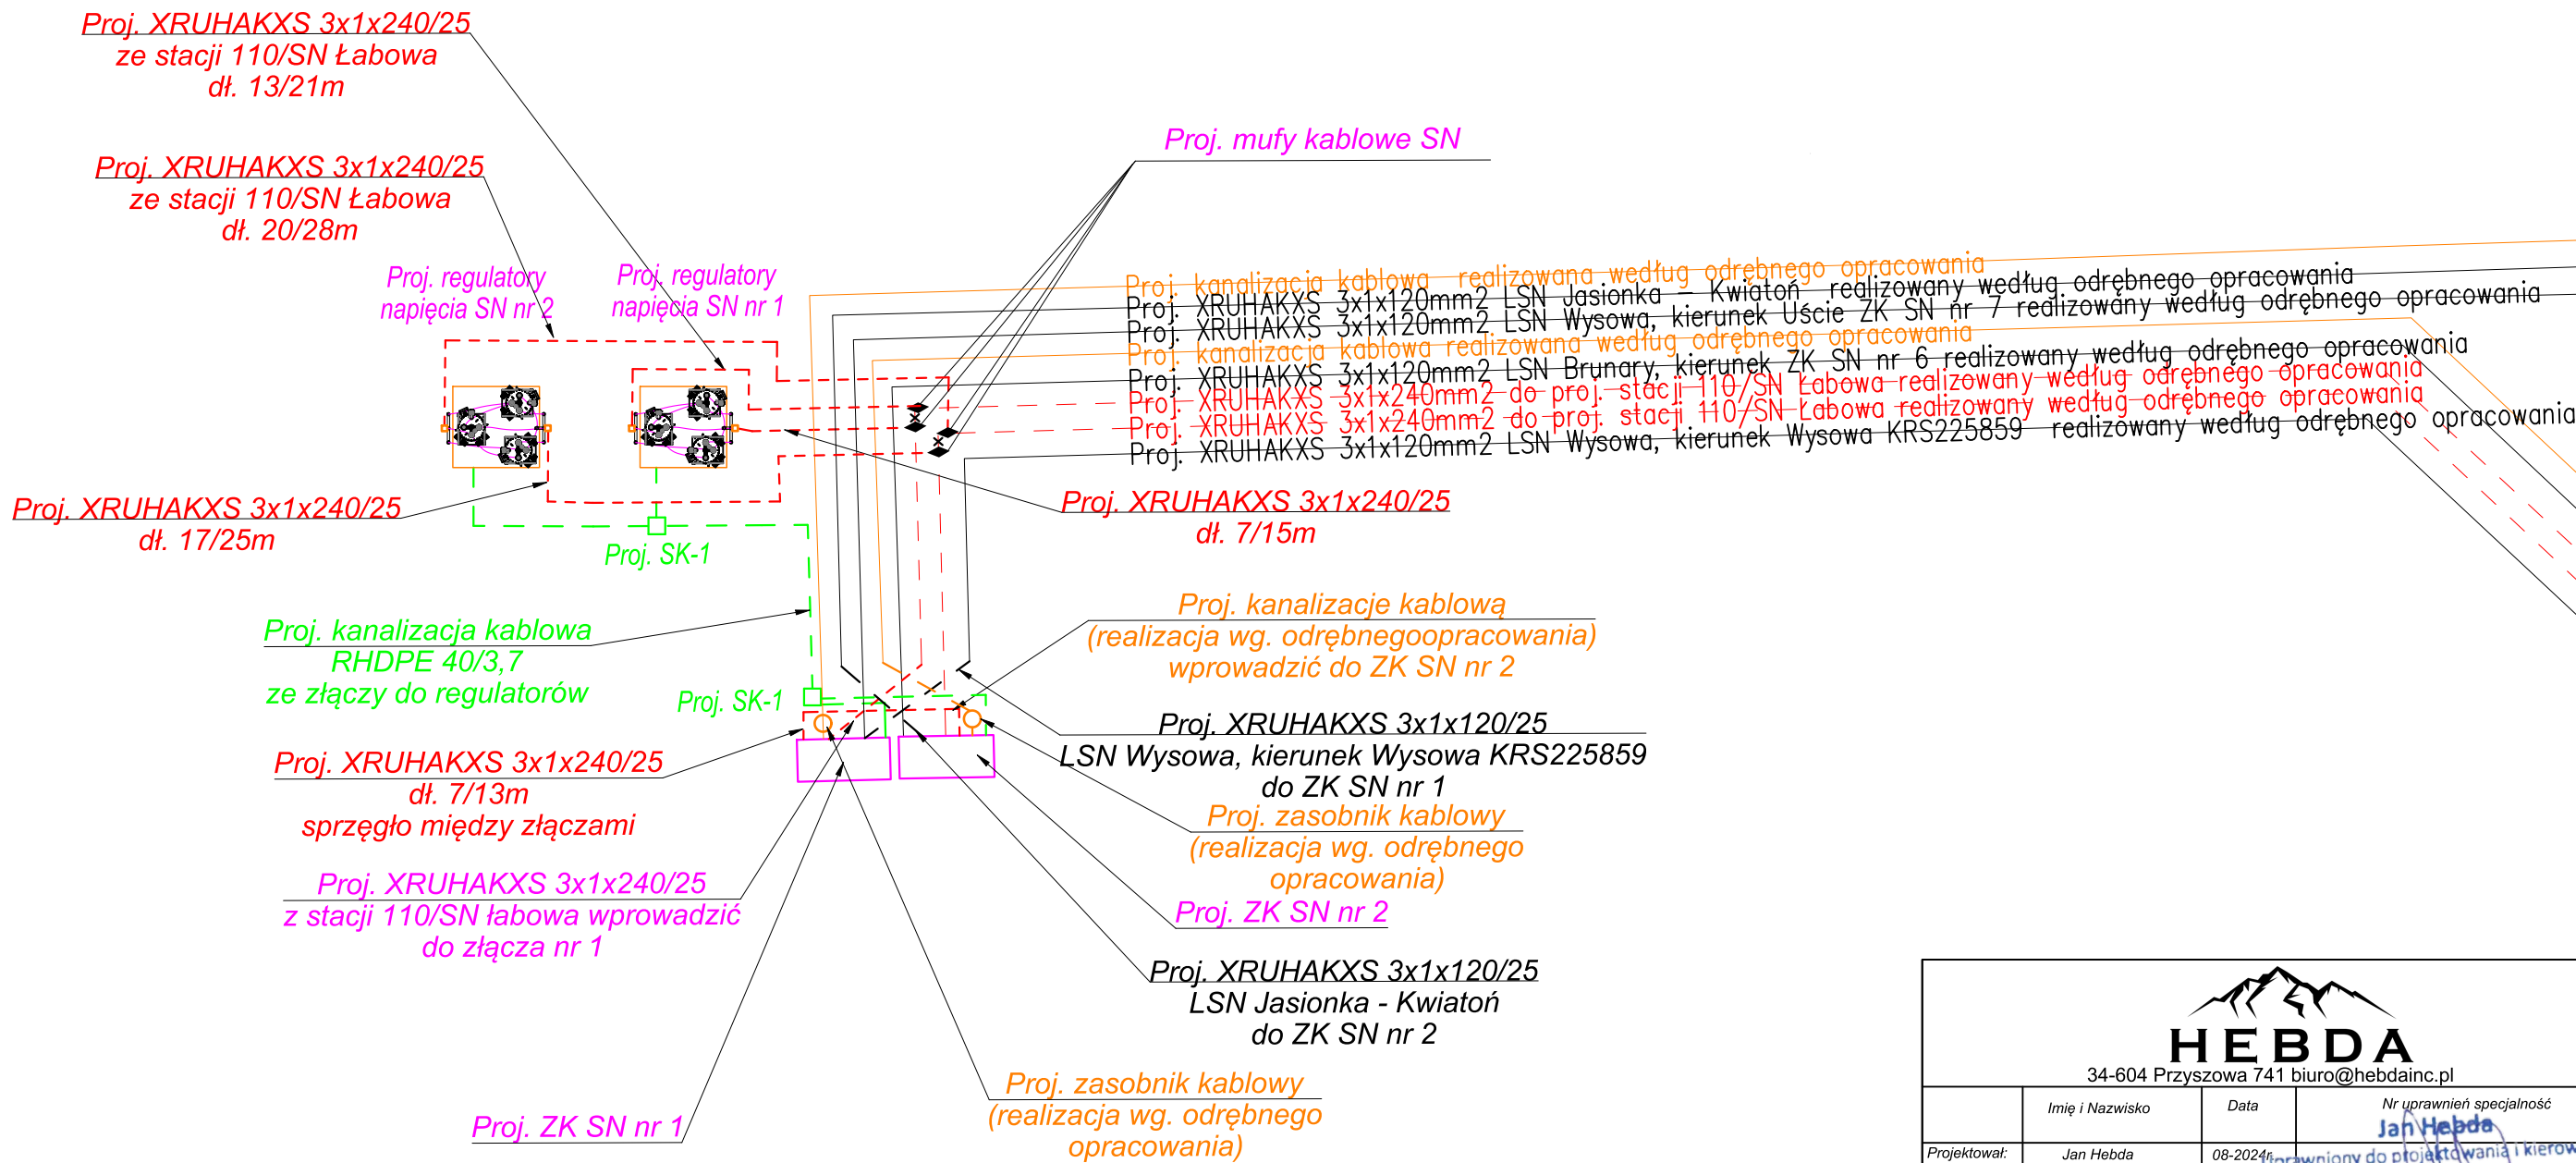 Proj. XRUHAKXS 3x1x240/25
ze stacji 110/SN Łabowa
dł. 13/21m
Proj. XRUHAKXS 3x1x240/25
ze stacji 110/SN Łabowa
dł. 20/28m
Proj. mufy kablowe SN
Proj. regulatory
napięcia SN nr 2
Proj. regulatory
napięcia SN nr 1
Proj. kanalizacja kablowa realizowana według odrębnego opracowania
Proj. XRUHAKXS 3x1x120mm2 LSN Jasionka – Kwiatoń realizowany według odrębnego opracowania
Proj. XRUHAKXS 3x1x120mm2 LSN Wysowa, kierunek Uście ZK SN nr 7 realizowany według odrębnego opracowania
Proj. kanalizacja kablowa realizowana według odrębnego opracowania
Proj. XRUHAKXS 3x1x120mm2 LSN Brunary, kierunek ZK SN nr 6 realizowany według odrębnego opracowania
Proj. XRUHAKXS 3x1x240mm2 do proj. stacji 110/SN Łabowa realizowany według odrębnego opracowania
Proj. XRUHAKXS 3x1x240mm2 do proj. stacji 110/SN Łabowa realizowany według odrębnego opracowania
Proj. XRUHAKXS 3x1x120mm2 LSN Wysowa, kierunek Wysowa KRS225859 realizowany według odrębnego opracowania
Proj. XRUHAKXS 3x1x240/25
dł. 17/25m
Proj. XRUHAKXS 3x1x240/25
dł. 7/15m
Proj. SK-1
Proj. kanalizacja kablowa
RHDPE 40/3,7
ze złączy do regulatorów
Proj. kanalizacje kablową
(realizacja wg. odrębnegoopracowania)
wprowadzić do ZK SN nr 2
Proj. SK-1
Proj. XRUHAKXS 3x1x120/25
LSN Wysowa, kierunek Wysowa KRS225859
do ZK SN nr 1
Proj. XRUHAKXS 3x1x240/25
dł. 7/13m
sprzęgło między złączami
Proj. zasobnik kablowy
(realizacja wg. odrębnego
opracowania)
Proj. XRUHAKXS 3x1x240/25
z stacji 110/SN łabowa wprowadzić
do złącza nr 1
Proj. ZK SN nr 2
Proj. XRUHAKXS 3x1x120/25
LSN Jasionka - Kwiatoń
do ZK SN nr 2
Proj. zasobnik kablowy
(realizacja wg. odrębnego
opracowania)
Proj. ZK SN nr 1
HEBDA
34-604 Przyszowa 741 biuro@hebdainc.pl
Imię i Nazwisko Data Nr uprawnień specjalność
Jan Hebda
Projektował: Jan Hebda 08-2024r.
Uprawniony do projektowania i kierow